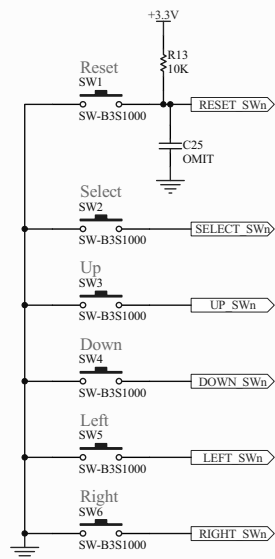 +3.3V
R13
10K
Reset
SW1
RESET_SWn
SW-B3S1000
C25
OMIT
Select
SW2
SELECT_SWn
SW-B3S1000
Up
SW3
UP_SWn
SW-B3S1000
Down
SW4
DOWN_SWn
SW-B3S1000
Left
SW5
LEFT_SWn
SW-B3S1000
Right
SW6
RIGHT_SWn
SW-B3S1000